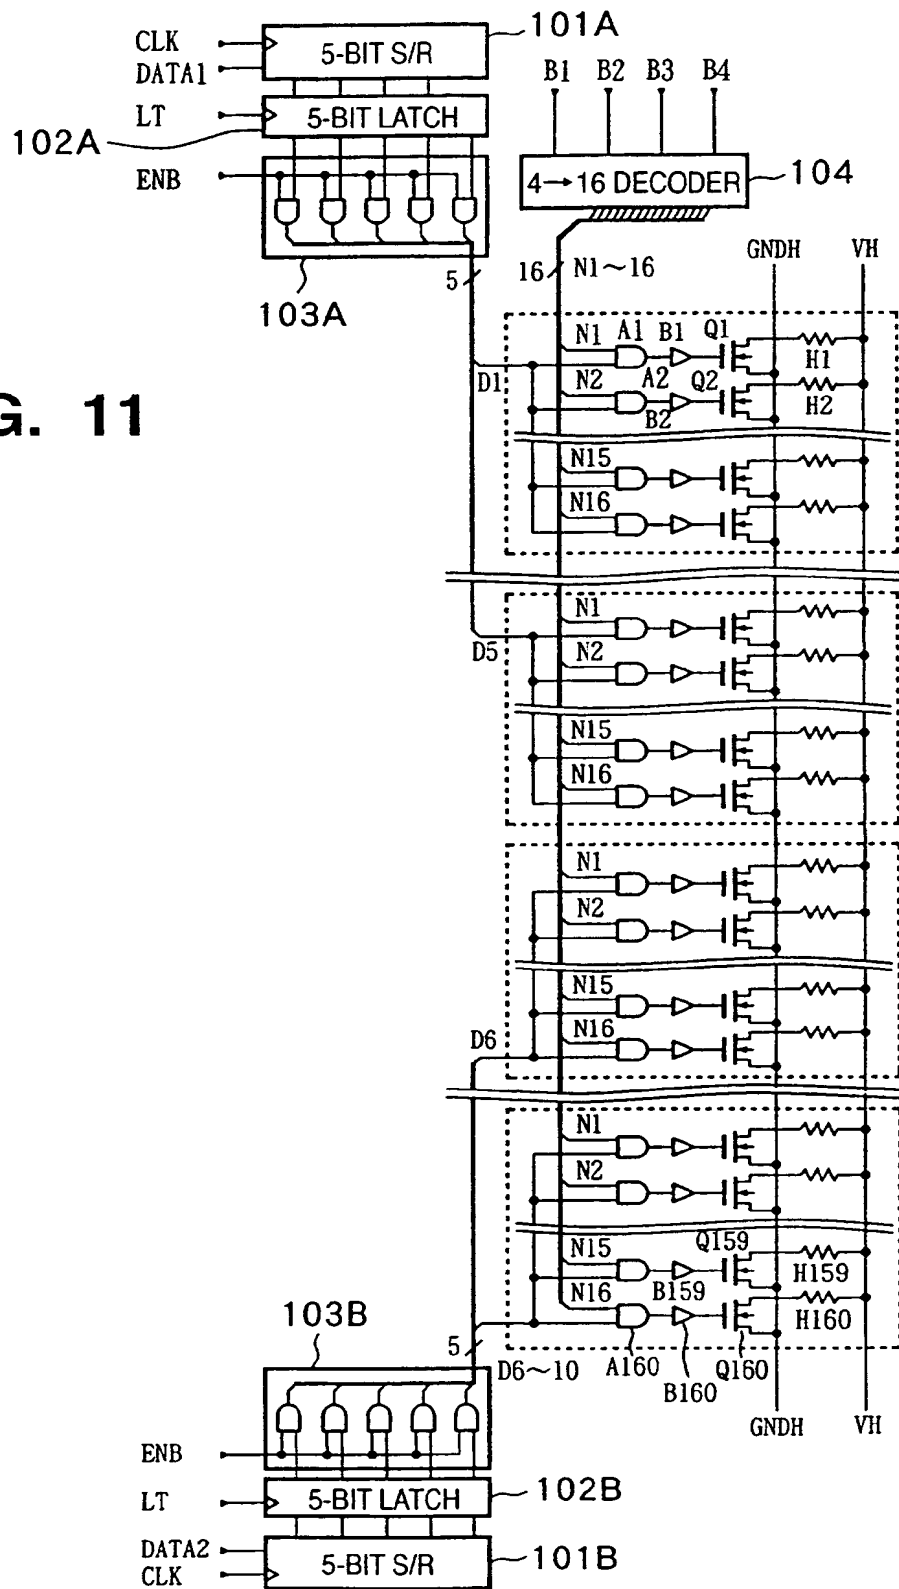 101A
CLK
5-BIT S/R
DATA1
B1 B2 B3 B4
LT
5-BIT LATCH
102A
ENB
4→16 DECODER
104
GNDH VH
5
16 N1~16
103A
N1 A1 B1 Q1
H1
D1
N2 A2 Q2
B2
H2
G. 11
N15
N16
N1
D5
N2
N15
N16
N1
N2
N15
N16
D6
N1
N2
Q159
N15
B159
H159
N16
H160
103B
5
D6~10
A160
B160
Q160
GNDH VH
ENB
LT
5-BIT LATCH
102B
DATA2
5-BIT S/R
101B
CLK